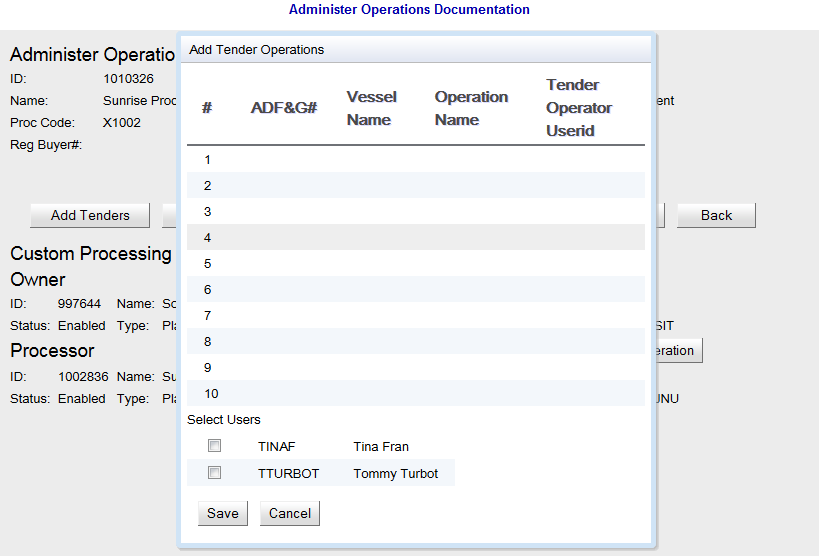 Administer Operations Documentation
Administer Operatio
ID: 1010326
Name: Sunrise Proc
ent
Proc Code: X1002
Reg Buyer#:
Add Tenders
Back
Custom Processing
Owner
ID: 997644 Name: So
Status: Enabled Type: Pla
SIT
Processor
eration
ID: 1002836 Name: Su
Status: Enabled Type: Pla
JNU
Add Tender Operations
# ADF&G# Vessel Name Operation Name Tender Operator Userid
1
2
3
4
5
6
7
8
9
10
Select Users
TINAF Tina Fran
TTURBOT Tommy Turbot
Save Cancel